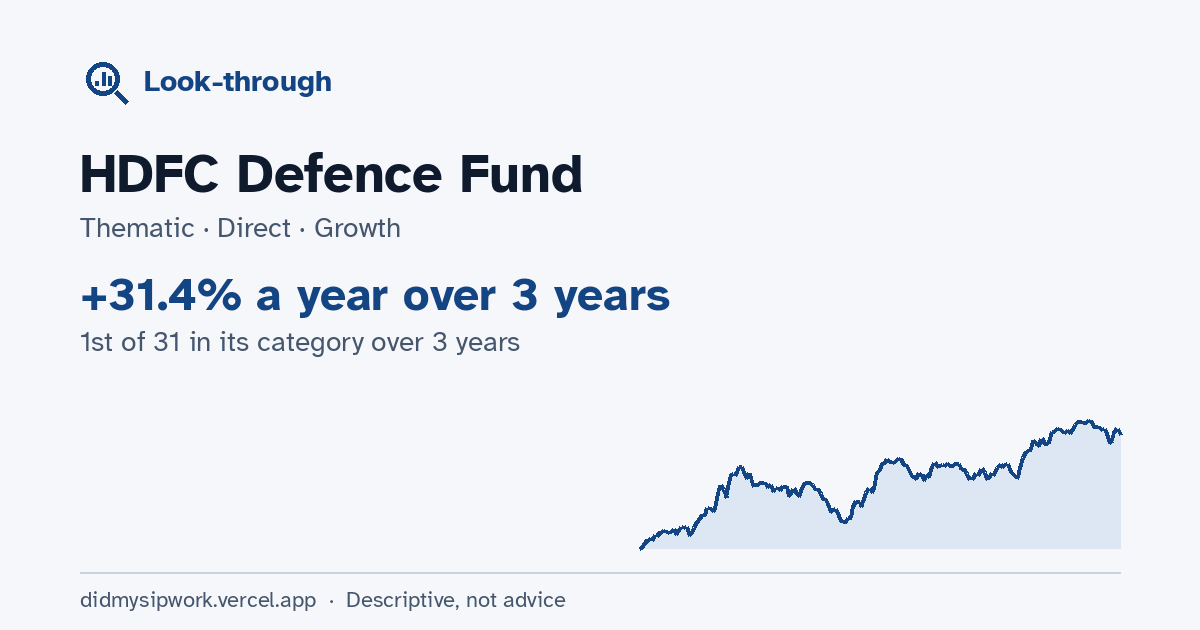 Look-through
HDFC Defence Fund
Thematic · Direct · Growth
+31.4% a year over 3 years
1st of 31 in its category over 3 years
didmysipwork.vercel.app · Descriptive, not advice